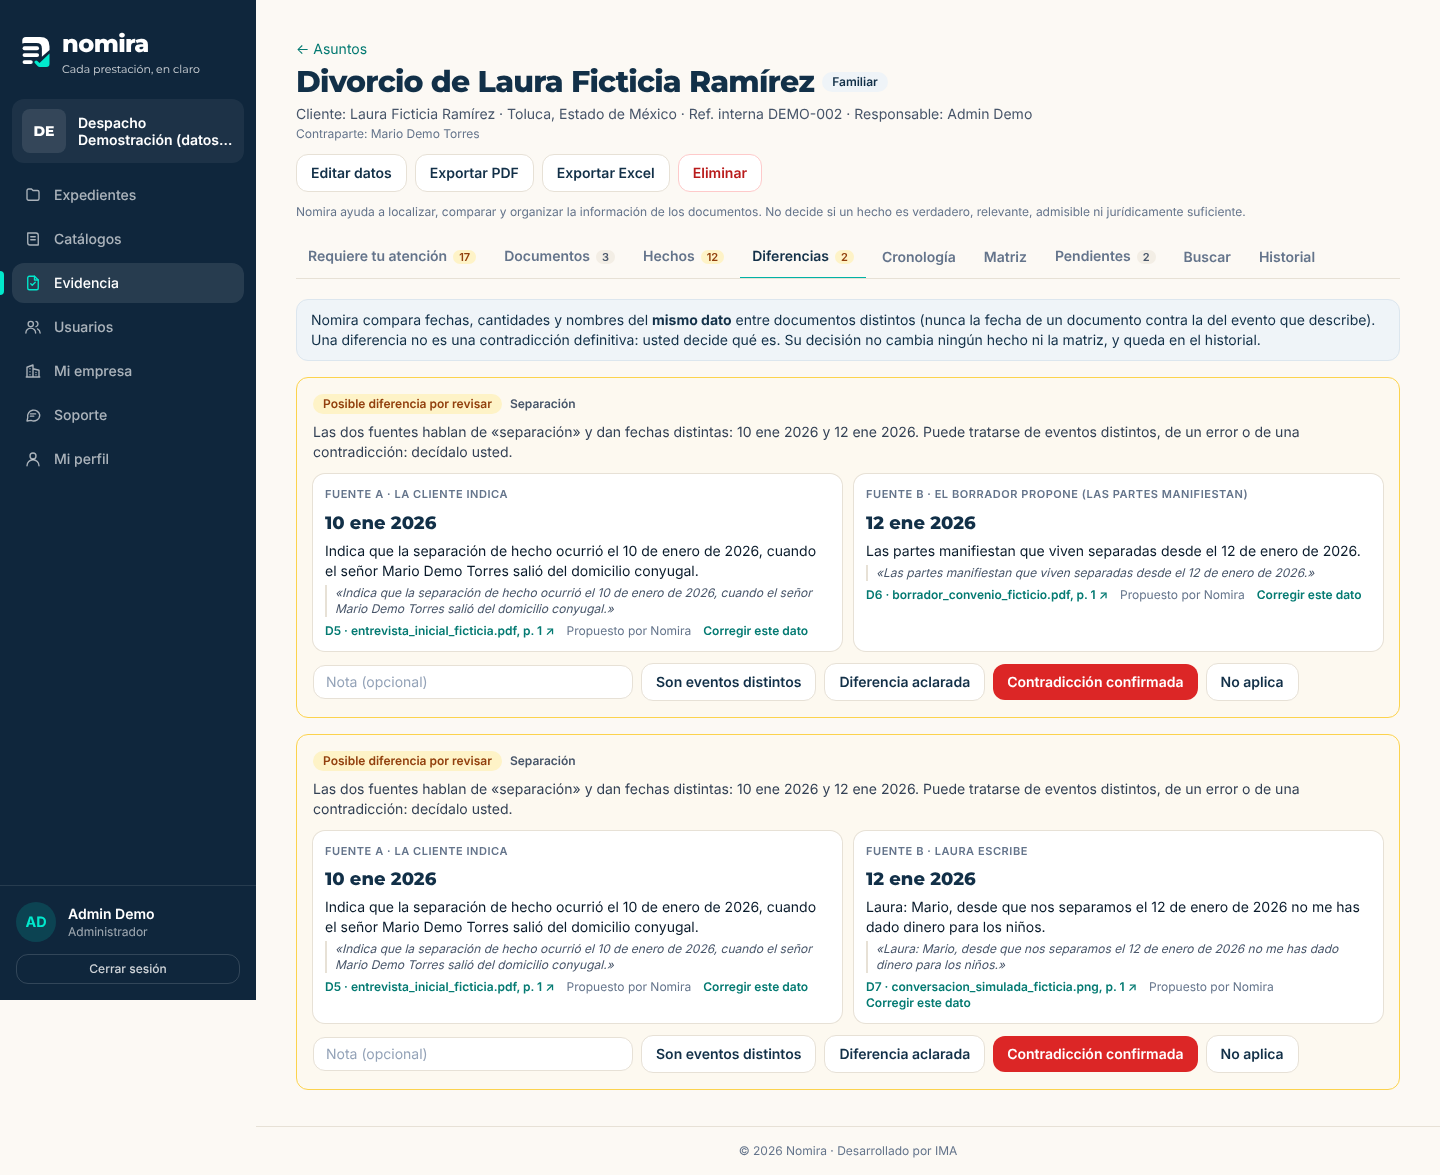 nomira
Cada prestación, en claro
DE
Despacho
Demostración (datos...
Expedientes
Catálogos
Evidencia
Usuarios
Mi empresa
Soporte
Mi perfil
AD
Admin Demo
Administrador
Cerrar sesión
← Asuntos
Divorcio de Laura Ficticia Ramírez Familiar
Cliente: Laura Ficticia Ramírez · Toluca, Estado de México · Ref. interna DEMO-002 · Responsable: Admin Demo
Contraparte: Mario Demo Torres
Editar datos Exportar PDF Exportar Excel Eliminar
Nomira ayuda a localizar, comparar y organizar la información de los documentos. No decide si un hecho es verdadero, relevante, admisible ni jurídicamente suficiente.
Requiere tu atención 17 Documentos 3 Hechos 12 Diferencias 2 Cronología Matriz Pendientes 2 Buscar Historial
Nomira compara fechas, cantidades y nombres del mismo dato entre documentos distintos (nunca la fecha de un documento contra la del evento que describe).
Una diferencia no es una contradicción definitiva: usted decide qué es. Su decisión no cambia ningún hecho ni la matriz, y queda en el historial.
Posible diferencia por revisar Separación
Las dos fuentes hablan de «separación» y dan fechas distintas: 10 ene 2026 y 12 ene 2026. Puede tratarse de eventos distintos, de un error o de una
contradicción: decídalo usted.
FUENTE A · LA CLIENTE INDICA
10 ene 2026
Indica que la separación de hecho ocurrió el 10 de enero de 2026, cuando
el señor Mario Demo Torres salió del domicilio conyugal.
«Indica que la separación de hecho ocurrió el 10 de enero de 2026, cuando el señor
Mario Demo Torres salió del domicilio conyugal.»
D5 · entrevista_inicial_ficticia.pdf, p. 1 ↗ Propuesto por Nomira Corregir este dato
FUENTE B · EL BORRADOR PROPONE (LAS PARTES MANIFIESTAN)
12 ene 2026
Las partes manifiestan que viven separadas desde el 12 de enero de 2026.
«Las partes manifiestan que viven separadas desde el 12 de enero de 2026.»
D6 · borrador_convenio_ficticio.pdf, p. 1 ↗ Propuesto por Nomira Corregir este dato
Nota (opcional) Son eventos distintos Diferencia aclarada Contradicción confirmada No aplica
Posible diferencia por revisar Separación
Las dos fuentes hablan de «separación» y dan fechas distintas: 10 ene 2026 y 12 ene 2026. Puede tratarse de eventos distintos, de un error o de una
contradicción: decídalo usted.
FUENTE A · LA CLIENTE INDICA
10 ene 2026
Indica que la separación de hecho ocurrió el 10 de enero de 2026, cuando
el señor Mario Demo Torres salió del domicilio conyugal.
«Indica que la separación de hecho ocurrió el 10 de enero de 2026, cuando el señor
Mario Demo Torres salió del domicilio conyugal.»
D5 · entrevista_inicial_ficticia.pdf, p. 1 ↗ Propuesto por Nomira Corregir este dato
FUENTE B · LAURA ESCRIBE
12 ene 2026
Laura: Mario, desde que nos separamos el 12 de enero de 2026 no me has
dado dinero para los niños.
«Laura: Mario, desde que nos separamos el 12 de enero de 2026 no me has dado
dinero para los niños.»
D7 · conversacion_simulada_ficticia.png, p. 1 ↗ Propuesto por Nomira
Corregir este dato
Nota (opcional) Son eventos distintos Diferencia aclarada Contradicción confirmada No aplica
© 2026 Nomira · Desarrollado por IMA